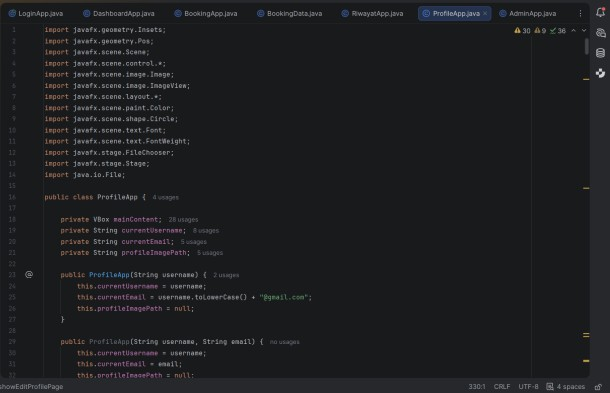 LoginApp.java DashboardApp.java BookingApp.java BookingData.java RiwayatApp.java ProfileApp.java AdminApp.java
30 9 36
1 import javafx.geometry.Insets;
2 import javafx.geometry.Pos;
3 import javafx.scene.Scene;
4 import javafx.scene.control.*;
5 import javafx.scene.image.Image;
6 import javafx.scene.image.ImageView;
7 import javafx.scene.layout.*;
8 import javafx.scene.paint.Color;
9 import javafx.scene.shape.Circle;
10 import javafx.scene.text.Font;
11 import javafx.scene.text.FontWeight;
12 import javafx.stage.FileChooser;
13 import javafx.stage.Stage;
14 import java.io.File;
15
16 public class ProfileApp { 4 usages
17
18 private VBox mainContent; 28 usages
19 private String currentUsername; 8 usages
20 private String currentEmail; 5 usages
21 private String profileImagePath; 5 usages
22
23 @ public ProfileApp(String username) { 2 usages
24 this.currentUsername = username;
25 this.currentEmail = username.toLowerCase() + "@gmail.com";
26 this.profileImagePath = null;
27 }
28
29 public ProfileApp(String username, String email) { no usages
30 this.currentUsername = username;
31 this.currentEmail = email;
32 this.profileImagePath = null;
showEditProfilePage 330:1 CRLF UTF-8 4 spaces